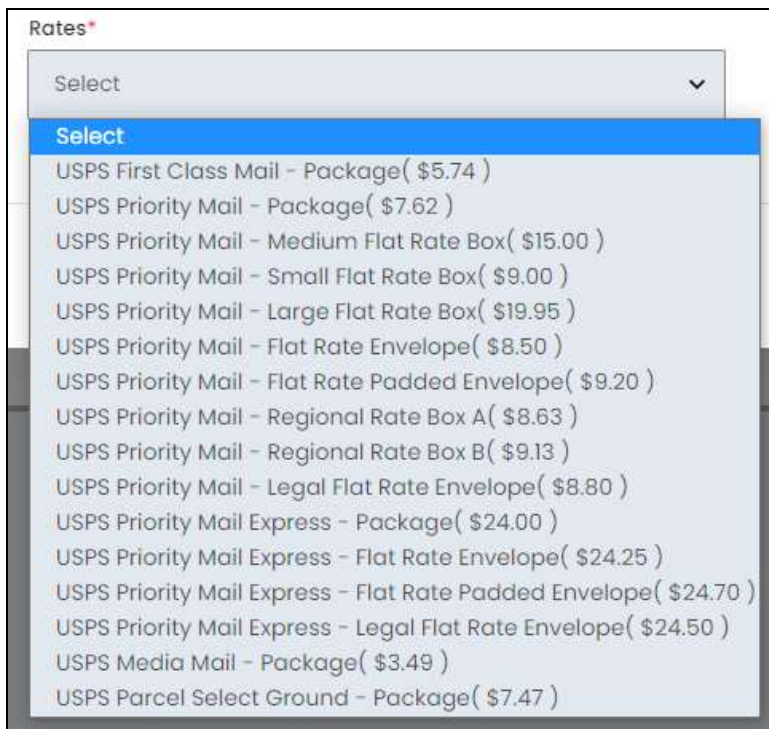 Rates*
Select
Select
USPS First Class Mail - Package( $5.74 )
USPS Priority Mail - Package( $7.62 )
USPS Priority Mail - Medium Flat Rate Box( $15.00 )
USPS Priority Mail - Small Flat Rate Box( $9.00 )
USPS Priority Mail - Large Flat Rate Box( $19.95 )
USPS Priority Mail - Flat Rate Envelope( $8.50 )
USPS Priority Mail - Flat Rate Padded Envelope( $9.20 )
USPS Priority Mail - Regional Rate Box A( $8.63 )
USPS Priority Mail - Regional Rate Box B( $9.13 )
USPS Priority Mail - Legal Flat Rate Envelope( $8.80 )
USPS Priority Mail Express - Package( $24.00 )
USPS Priority Mail Express - Flat Rate Envelope( $24.25 )
USPS Priority Mail Express - Flat Rate Padded Envelope( $24.70 )
USPS Priority Mail Express - Legal Flat Rate Envelope( $24.50 )
USPS Media Mail - Package( $3.49 )
USPS Parcel Select Ground - Package( $7.47 )